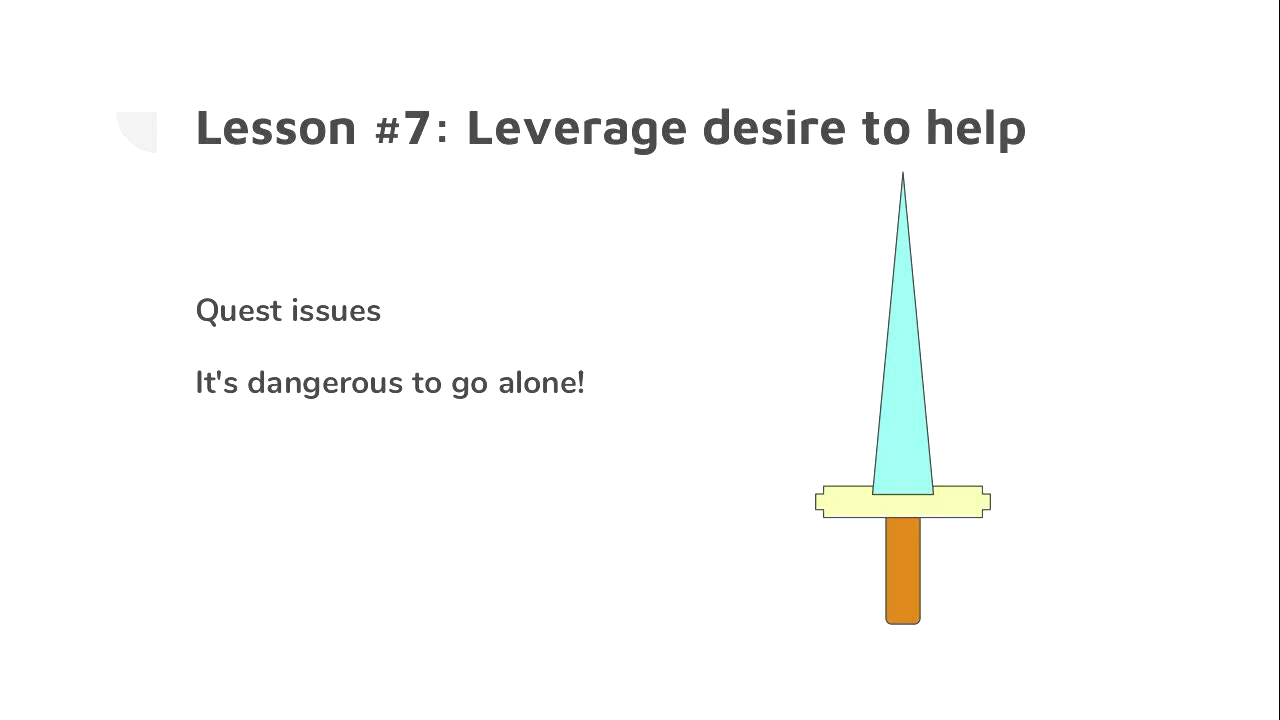 Lesson #7: Leverage desire to help
Quest issues
It's dangerous to go alone!